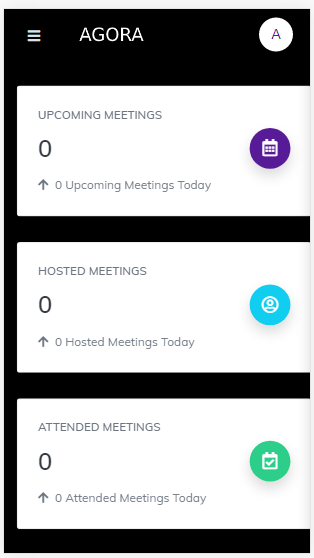 AGORA
A
UPCOMING MEETINGS
0
0 Upcoming Meetings Today
HOSTED MEETINGS
0
0 Hosted Meetings Today
ATTENDED MEETINGS
0
0 Attended Meetings Today